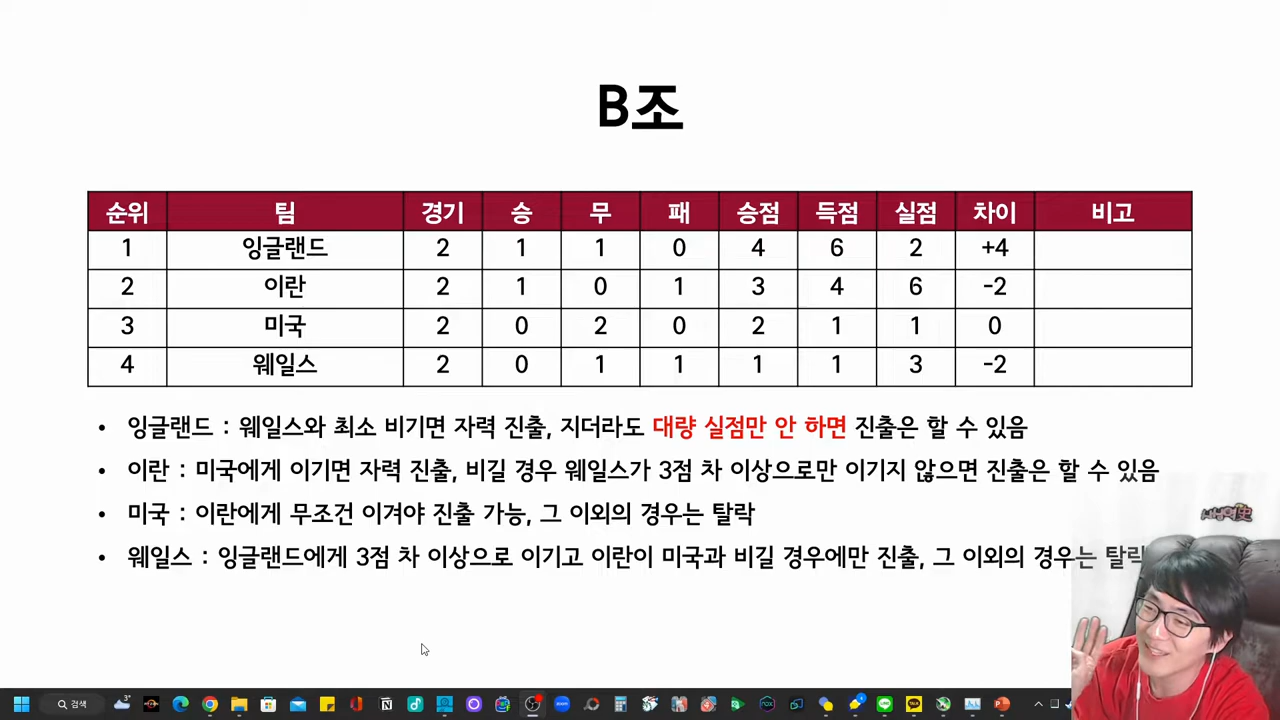 B조
순위 팀 경기 승 무 패 승점 득점 실점 차이 비고
1 잉글랜드 2 1 1 0 4 6 2 +4
2 이란 2 1 0 1 3 4 6 -2
3 미국 2 0 2 0 2 1 1 0
4 웨일스 2 0 1 1 1 1 3 -2
• 잉글랜드 : 웨일스와 최소 비기면 자력 진출, 지더라도 대량 실점만 안 하면 진출은 할 수 있음
• 이란 : 미국에게 이기면 자력 진출, 비길 경우 웨일스가 3점 차 이상으로만 이기지 않으면 진출은 할 수 있음
• 미국 : 이란에게 무조건 이겨야 진출 가능, 그 이외의 경우는 탈락
• 웨일스 : 잉글랜드에게 3점 차 이상으로 이기고 이란이 미국과 비길 경우에만 진출, 그 이외의 경우는 탈락
검색